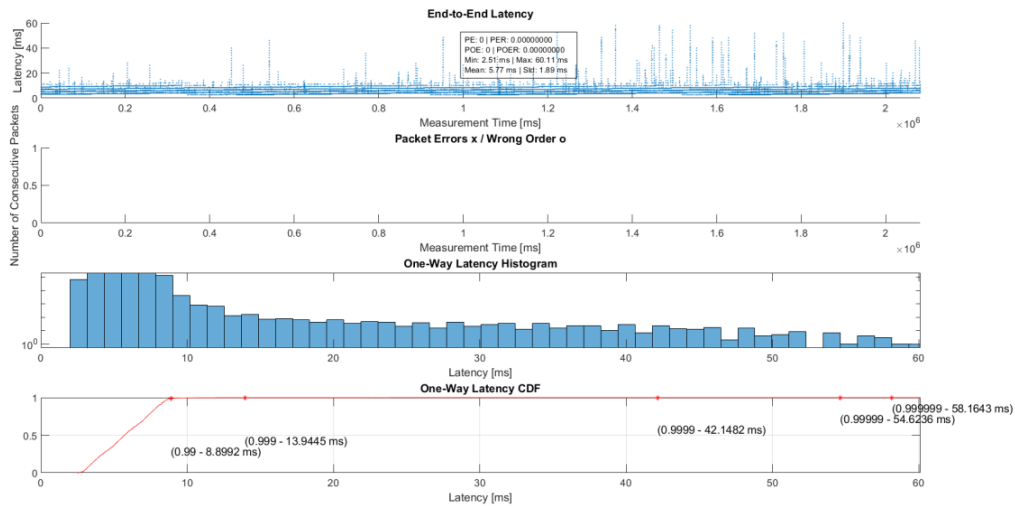 End-to-End Latency
Latency [ms]
60
40
20
0
PE: 0 | PER: 0.00000000
POE: 0 | POER: 0.00000000
Min: 2.51 ms | Max: 60.11 ms
Mean: 5.77 ms | Std: 1.89 ms
0 0.2 0.4 0.6 0.8 1 1.2 1.4 1.6 1.8 2
Measurement Time [ms]
×10^6
Packet Errors x / Wrong Order o
Number of Consecutive Packets
1
0.5
0
0 0.2 0.4 0.6 0.8 1 1.2 1.4 1.6 1.8 2
Measurement Time [ms]
×10^6
One-Way Latency Histogram
10^0
0 10 20 30 40 50 60
Latency [ms]
One-Way Latency CDF
1
0.5
0
(0.99 - 8.8992 ms)
(0.999 - 13.9445 ms)
(0.9999 - 42.1482 ms)
(0.99999 - 54.6236 ms)
(0.999999 - 58.1643 ms)
0 10 20 30 40 50 60
Latency [ms]